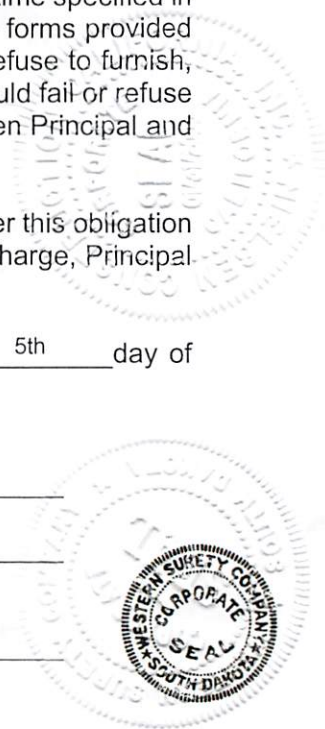 time specified in
forms provided
efuse to furnish,
uld fail or refuse
en Principal and
er this obligation
harge, Principal
5th day of
WESTERN SURETY COMPANY
CORPORATE
SEAL
SOUTH DAKOTA